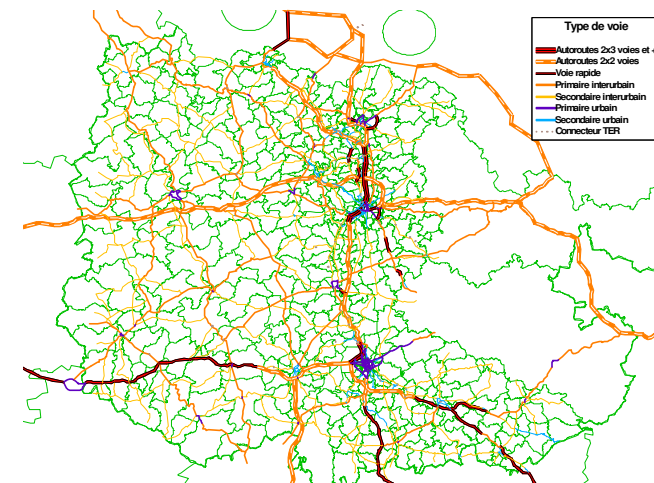 Type de voie
Autoroutes 2x3 voies et +
Autoroutes 2x2 voies
Voie rapide
Primaire interurbain
Secondaire interurbain
Primaire urbain
Secondaire urbain
Connecteur TER